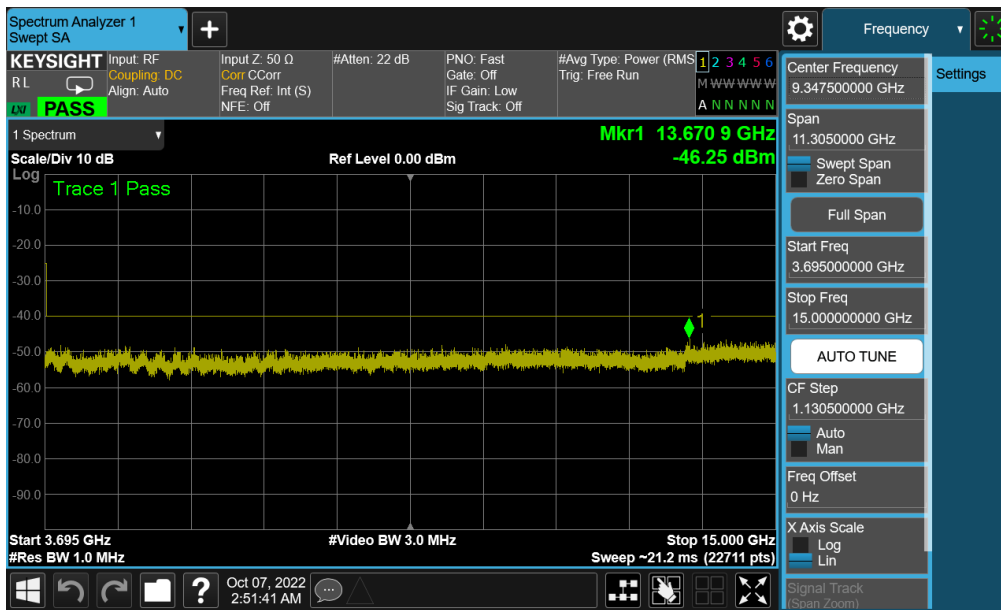 Spectrum Analyzer 1
Swept SA
Frequency
KEYSIGHT
RL
LXI
PASS
Input: RF
Coupling: DC
Align: Auto
Input Z: 50 Ω
Corr CCorr
Freq Ref: Int (S)
NFE: Off
#Atten: 22 dB
PNO: Fast
Gate: Off
IF Gain: Low
Sig Track: Off
#Avg Type: Power (RMS
Trig: Free Run
1 2 3 4 5 6
M W W W W W
A N N N N N
1 Spectrum
Mkr1 13.670 9 GHz
Scale/Div 10 dB
Ref Level 0.00 dBm
-46.25 dBm
Log
Trace 1 Pass
-10.0
-20.0
-30.0
-40.0
1
-50.0
-60.0
-70.0
-80.0
-90.0
Start 3.695 GHz
#Video BW 3.0 MHz
Stop 15.000 GHz
#Res BW 1.0 MHz
Sweep ~21.2 ms (22711 pts)
?
Oct 07, 2022
2:51:41 AM
Center Frequency
9.347500000 GHz
Settings
Span
11.3050000 GHz
Swept Span
Zero Span
Full Span
Start Freq
3.695000000 GHz
Stop Freq
15.000000000 GHz
AUTO TUNE
CF Step
1.130500000 GHz
Auto
Man
Freq Offset
0 Hz
X Axis Scale
Log
Lin
Signal Track
(Span Zoom)